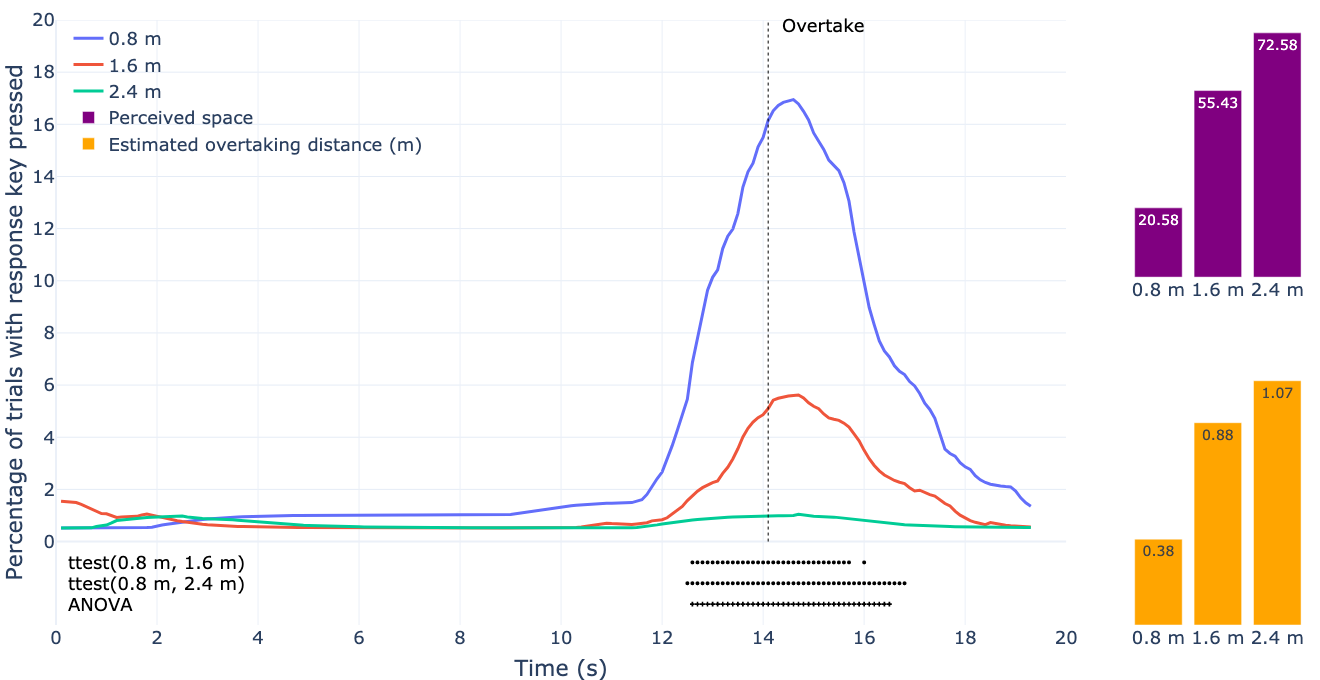 Percentage of trials with response key pressed
20
18
16
14
12
10
8
6
4
2
0
0.8 m
1.6 m
2.4 m
Perceived space
Estimated overtaking distance (m)
Overtake
ttest(0.8 m, 1.6 m)
ttest(0.8 m, 2.4 m)
ANOVA
0 2 4 6 8 10 12 14 16 18 20
Time (s)
20.58 55.43 72.58
0.8 m 1.6 m 2.4 m
0.38 0.88 1.07
0.8 m 1.6 m 2.4 m